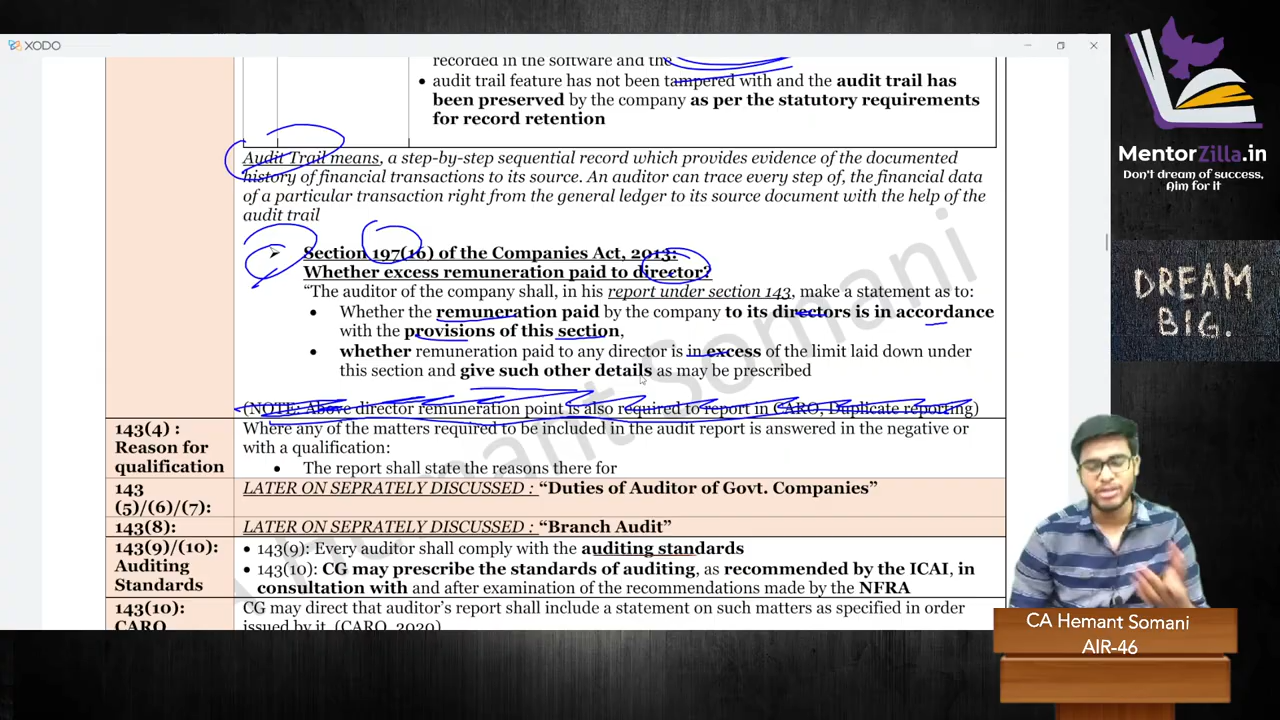 XODO
recorded in the software and the
• audit trail feature has not been tampered with and the audit trail has
been preserved by the company as per the statutory requirements
for record retention
Audit Trail means, a step-by-step sequential record which provides evidence of the documented
history of financial transactions to its source. An auditor can trace every step of, the financial data
of a particular transaction right from the general ledger to its source document with the help of the
audit trail
➢ Section 197(16) of the Companies Act, 2013:
Whether excess remuneration paid to director?
“The auditor of the company shall, in his report under section 143, make a statement as to:
• Whether the remuneration paid by the company to its directors is in accordance
with the provisions of this section,
• whether remuneration paid to any director is in excess of the limit laid down under
this section and give such other details as may be prescribed
(NOTE: Above director remuneration point is also required to report in CARO, Duplicate reporting)
143(4) :
Reason for
qualification
Where any of the matters required to be included in the audit report is answered in the negative or
with a qualification:
• The report shall state the reasons there for
143
(5)/(6)/(7):
LATER ON SEPRATELY DISCUSSED : “Duties of Auditor of Govt. Companies”
143(8):
LATER ON SEPRATELY DISCUSSED : “Branch Audit”
143(9)/(10):
Auditing
Standards
• 143(9): Every auditor shall comply with the auditing standards
• 143(10): CG may prescribe the standards of auditing, as recommended by the ICAI, in
consultation with and after examination of the recommendations made by the NFRA
143(10):
CARO
CG may direct that auditor’s report shall include a statement on such matters as specified in order
issued by it. (CARO, 2020)
Hemant Somani
MentorZilla.in
Don't dream of success,
Aim for it
DREAM
BIG.
CA Hemant Somani
AIR-46